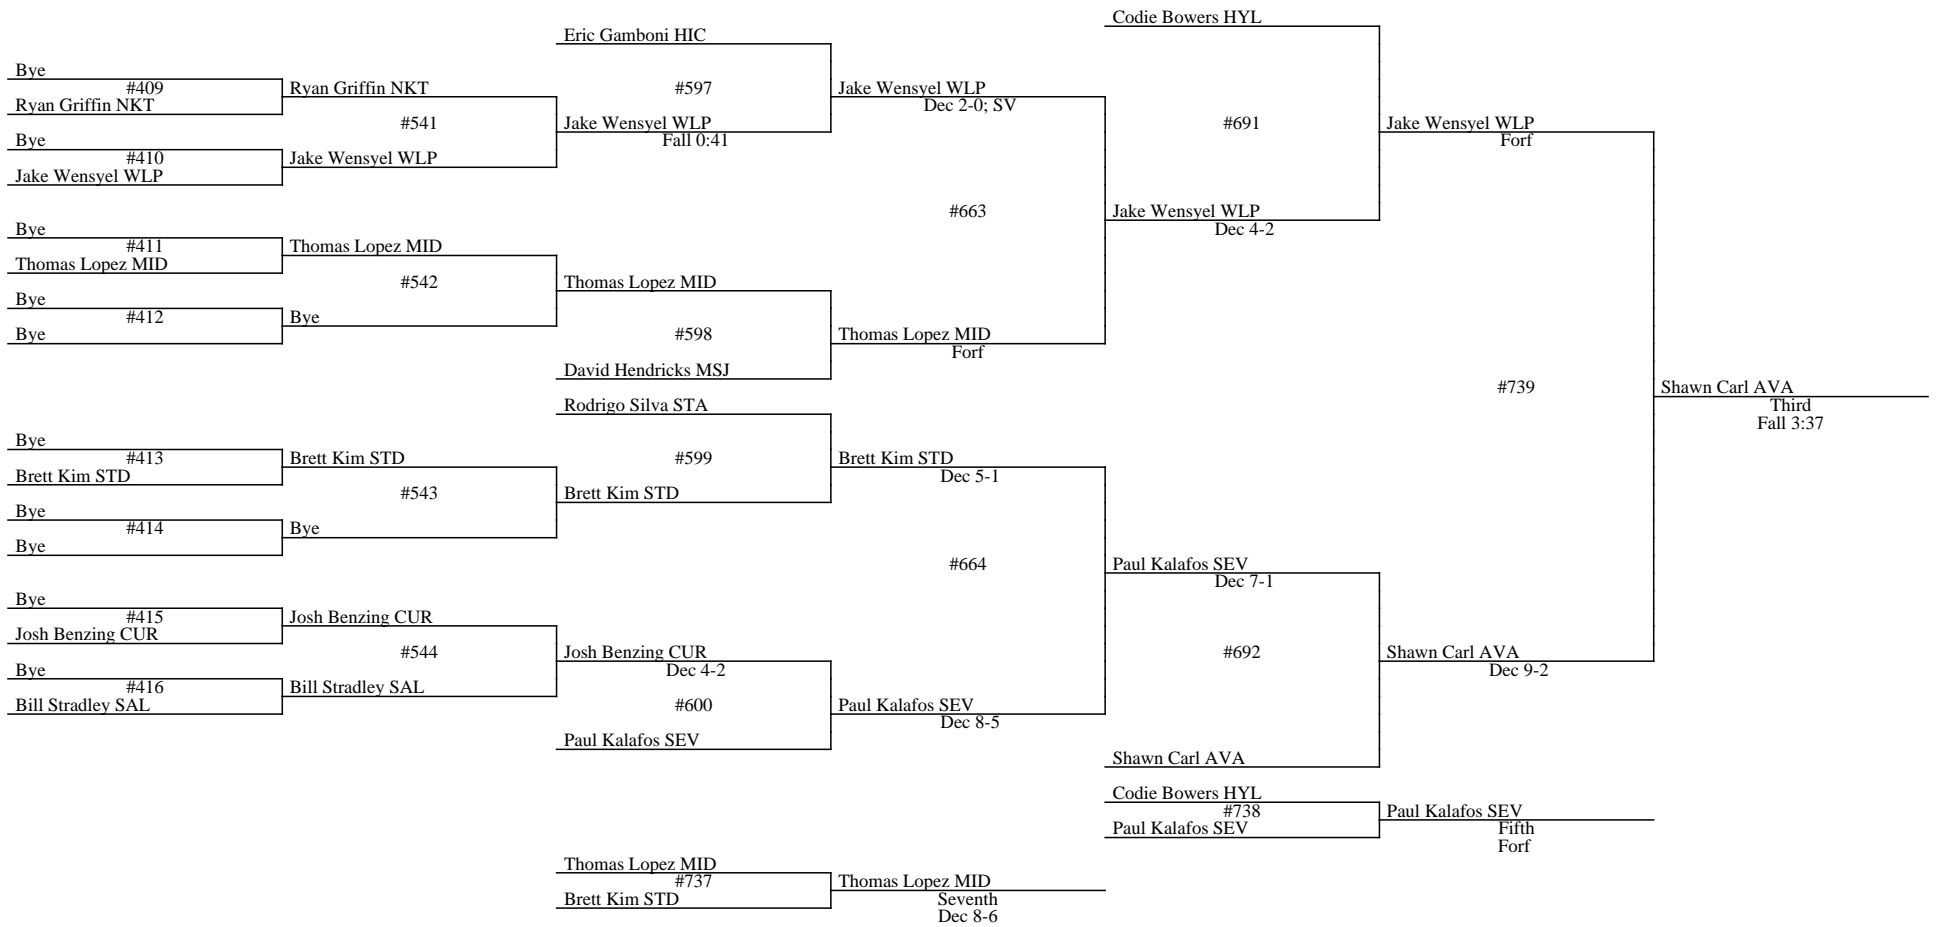 Codie Bowers HYL
Eric Gamboni HIC
Bye
#409
Ryan Griffin NKT
#597
Jake Wensyel WLP
Ryan Griffin NKT
Dec 2-0; SV
#541
Jake Wensyel WLP
#691
Jake Wensyel WLP
Bye
Fall 0:41
Forf
#410
Jake Wensyel WLP
Jake Wensyel WLP
#663
Jake Wensyel WLP
Bye
Dec 4-2
#411
Thomas Lopez MID
Thomas Lopez MID
#542
Thomas Lopez MID
Bye
#412
Bye
Bye
#598
Thomas Lopez MID
Forf
David Hendricks MSJ
#739
Shawn Carl AVA
Rodrigo Silva STA
Third
Fall 3:37
Bye
#413
Brett Kim STD
#599
Brett Kim STD
Brett Kim STD
Dec 5-1
#543
Brett Kim STD
Bye
#414
Bye
Bye
#664
Paul Kalafos SEV
Dec 7-1
Bye
#415
Josh Benzing CUR
Josh Benzing CUR
#544
Josh Benzing CUR
#692
Shawn Carl AVA
Bye
Dec 4-2
Dec 9-2
#416
Bill Stradley SAL
Bill Stradley SAL
#600
Paul Kalafos SEV
Dec 8-5
Paul Kalafos SEV
Shawn Carl AVA
Codie Bowers HYL
#738
Paul Kalafos SEV
Paul Kalafos SEV
Fifth
Forf
Thomas Lopez MID
#737
Thomas Lopez MID
Brett Kim STD
Seventh
Dec 8-6